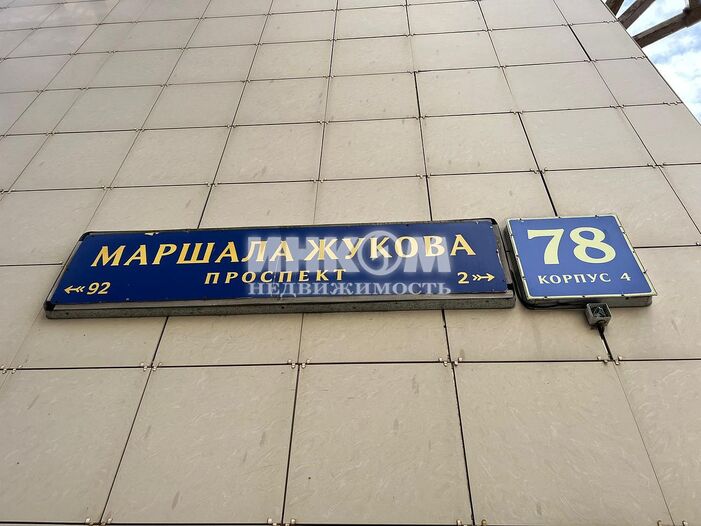 МАРШАЛА ЖУКОВА
ПРОСПЕКТ
92
2
78
КОРПУС 4
ИНКОМ
НЕДВИЖИМОСТЬ